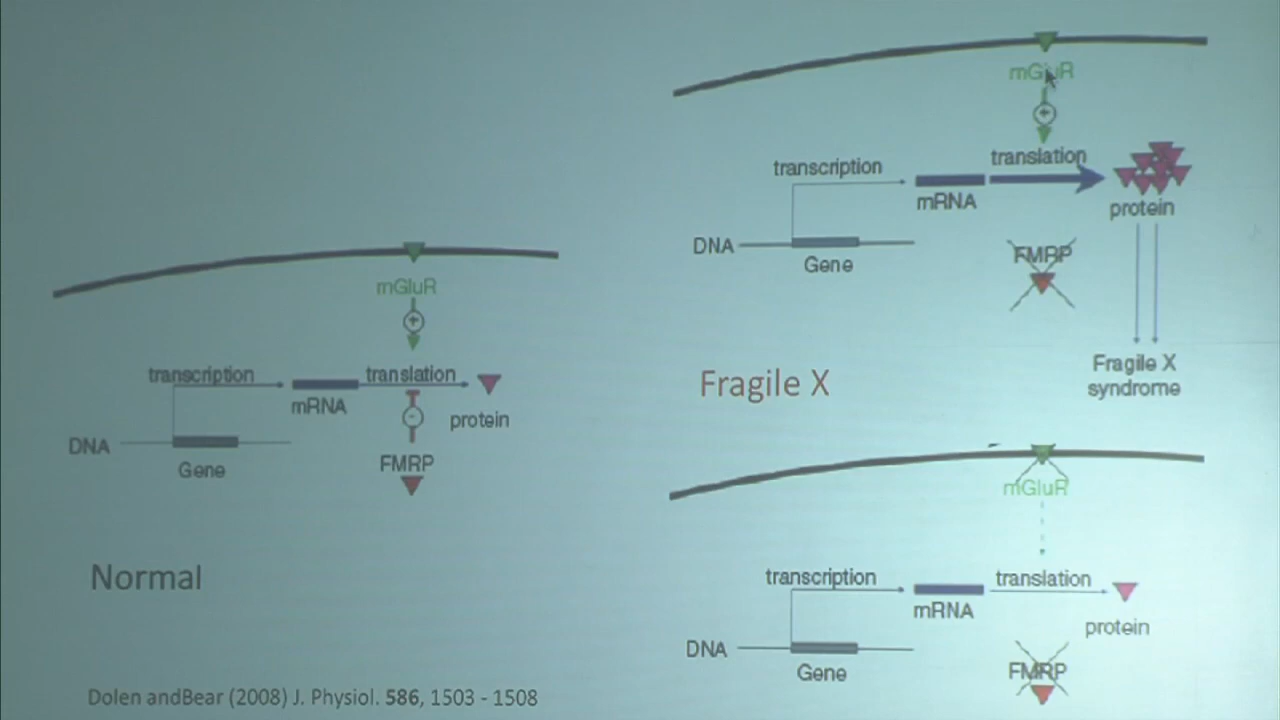 mGluR
transcription
translation
mRNA
protein
DNA
Gene
FMRP
Normal
Dolen andBear (2008) J. Physiol. 586, 1503 - 1508
mGluR
transcription
translation
mRNA
protein
DNA
Gene
FMRP
Fragile X
syndrome
Fragile X
mGluR
transcription
translation
mRNA
protein
DNA
Gene
FMRP